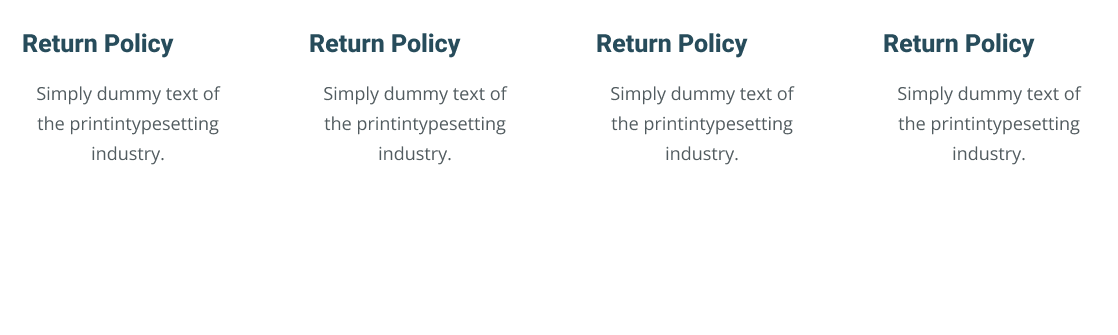 Return Policy
Simply dummy text of
the printintypesetting
industry.
Return Policy
Simply dummy text of
the printintypesetting
industry.
Return Policy
Simply dummy text of
the printintypesetting
industry.
Return Policy
Simply dummy text of
the printintypesetting
industry.